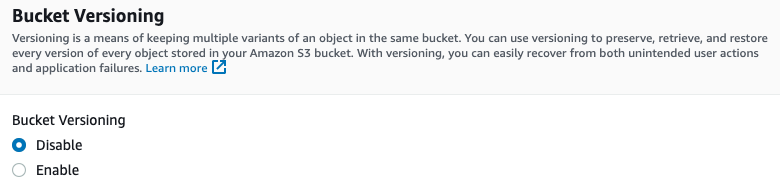 Bucket Versioning
Versioning is a means of keeping multiple variants of an object in the same bucket. You can use versioning to preserve, retrieve, and restore
every version of every object stored in your Amazon S3 bucket. With versioning, you can easily recover from both unintended user actions
and application failures. Learn more
Bucket Versioning
Disable
Enable